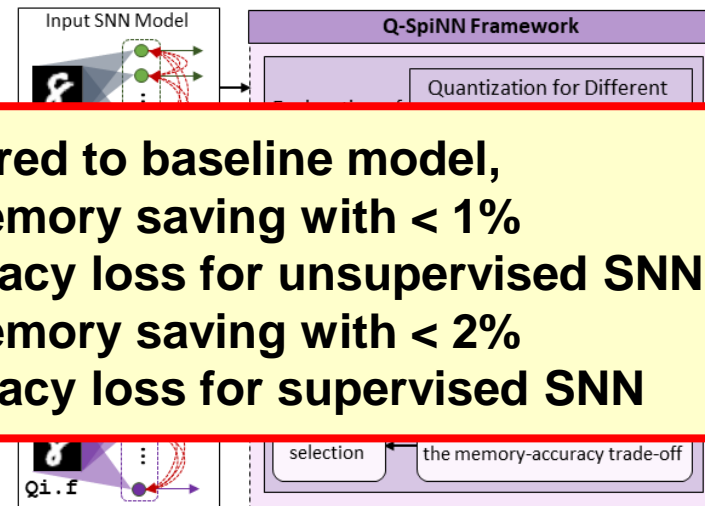 Input SNN Model
Q-SpiNN Framework
Quantization for Different
red to baseline model,
emory saving with < 1%
acy loss for unsupervised SNN
emory saving with < 2%
acy loss for supervised SNN
selection
the memory-accuracy trade-off
Qi.f